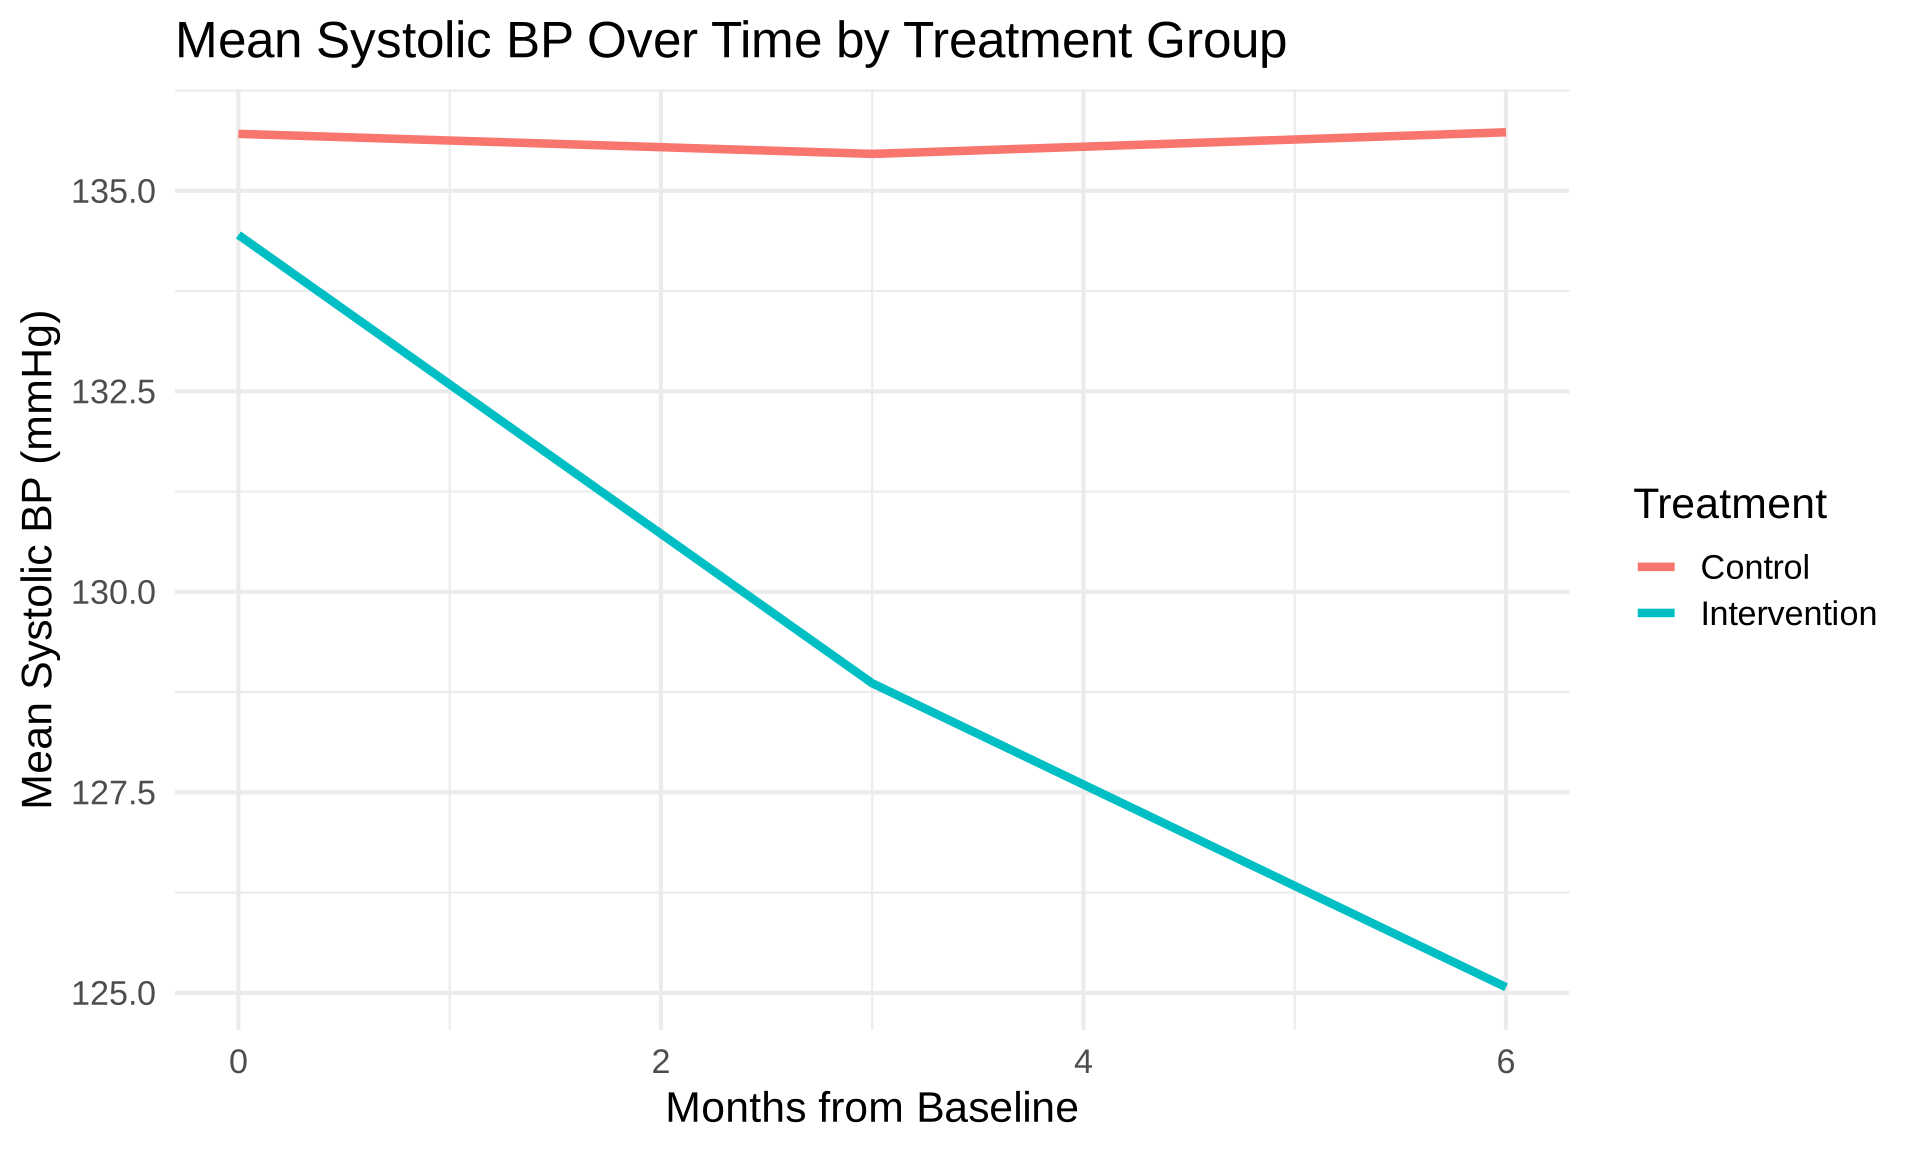 Mean Systolic BP Over Time by Treatment Group
Mean Systolic BP (mmHg)
135.0
132.5
130.0
127.5
125.0
0 2 4 6
Months from Baseline
Treatment
Control
Intervention